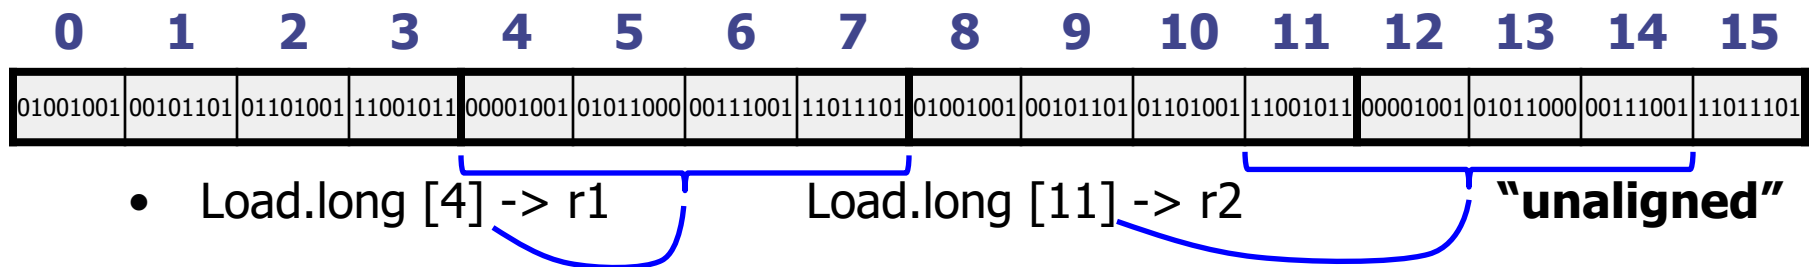 0 1 2 3 4 5 6 7 8 9 10 11 12 13 14 15
01001001 00101101 01101001 11001011 00001001 01011000 00111001 11011101 01001001 00101101 01101001 11001011 00001001 01011000 00111001 11011101
• Load.long [4] -> r1 Load.long [11] -> r2 “unaligned”